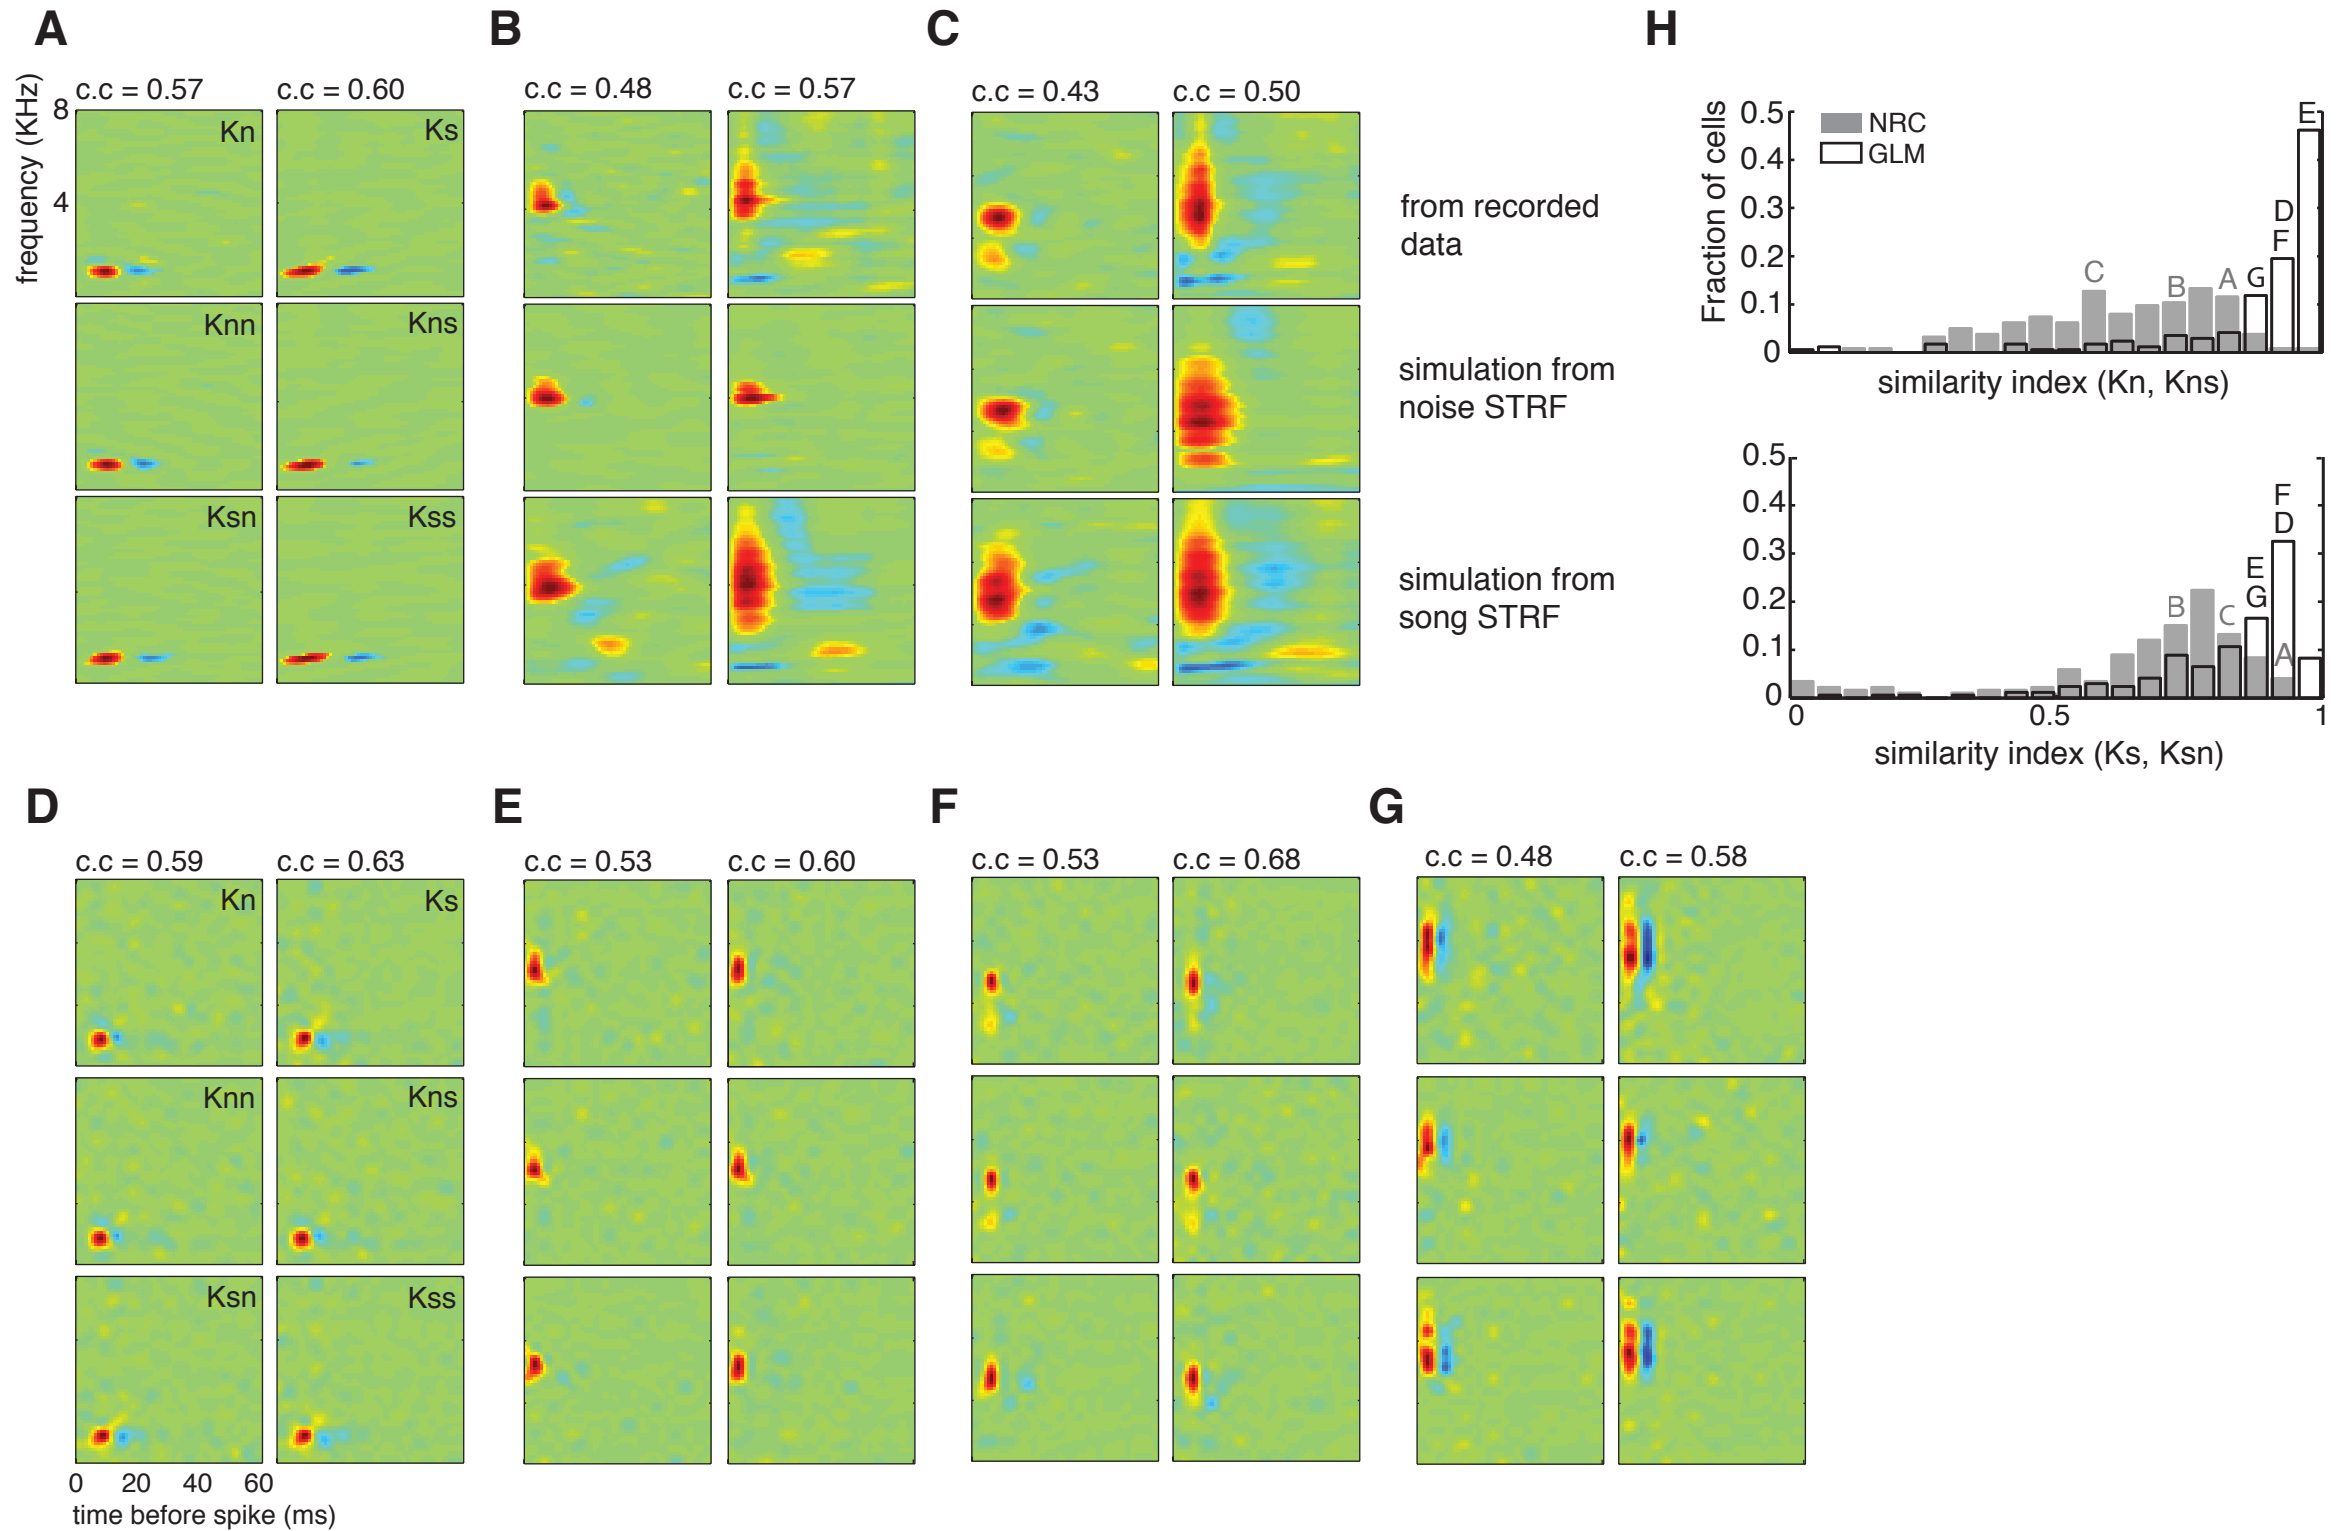 A
B
C
H
c.c = 0.57
c.c = 0.60
c.c = 0.48
c.c = 0.57
c.c = 0.43
c.c = 0.50
frequency (KHz)
8
4
Kn
Ks
Knn
Kns
Ksn
Kss
from recorded
data
simulation from
noise STRF
simulation from
song STRF
Fraction of cells
0.5
0.4
0.3
0.2
0.1
0
NRC
GLM
C
B
A
G
D
F
E
similarity index (Kn, Kns)
0.5
0.4
0.3
0.2
0.1
0
B
C
E
G
F
D
A
0
0.5
1
similarity index (Ks, Ksn)
D
E
F
G
c.c = 0.59
c.c = 0.63
c.c = 0.53
c.c = 0.60
c.c = 0.53
c.c = 0.68
c.c = 0.48
c.c = 0.58
Kn
Ks
Knn
Kns
Ksn
Kss
0
20
40
60
time before spike (ms)